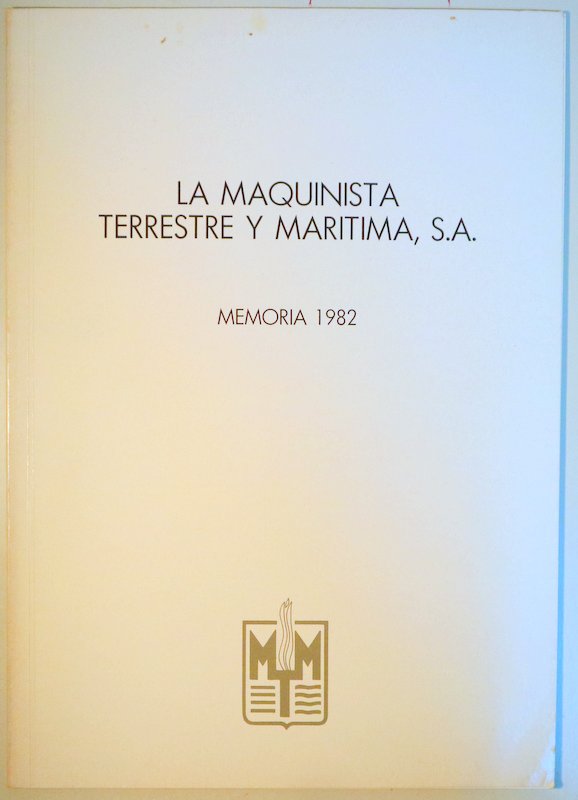 LA MAQUINISTA
TERRESTRE Y MARITIMA, S.A.
MEMORIA 1982
MTM